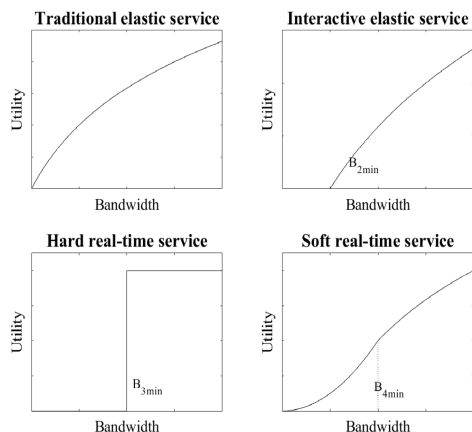 Traditional elastic service
Utility
Bandwidth
Interactive elastic service
Utility
B2min
Bandwidth
Hard real-time service
Utility
B3min
Bandwidth
Soft real-time service
Utility
B4min
Bandwidth